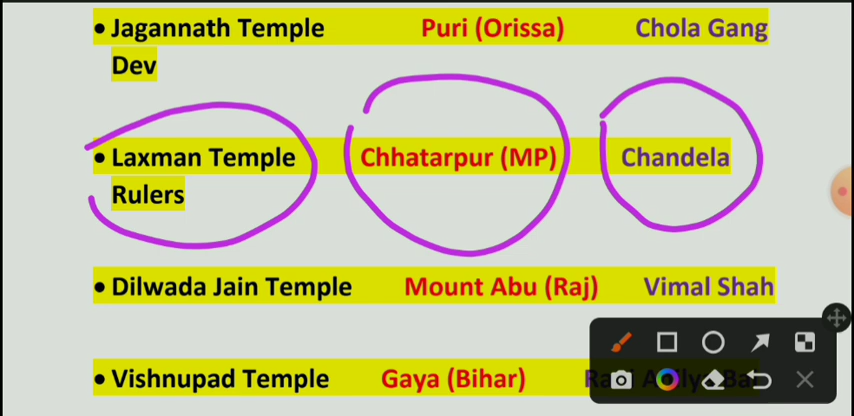 • Jagannath Temple Puri (Orissa) Chola Gang
Dev
• Laxman Temple Chhatarpur (MP) Chandela
Rulers
• Dilwada Jain Temple Mount Abu (Raj) Vimal Shah
• Vishnupad Temple Gaya (Bihar)